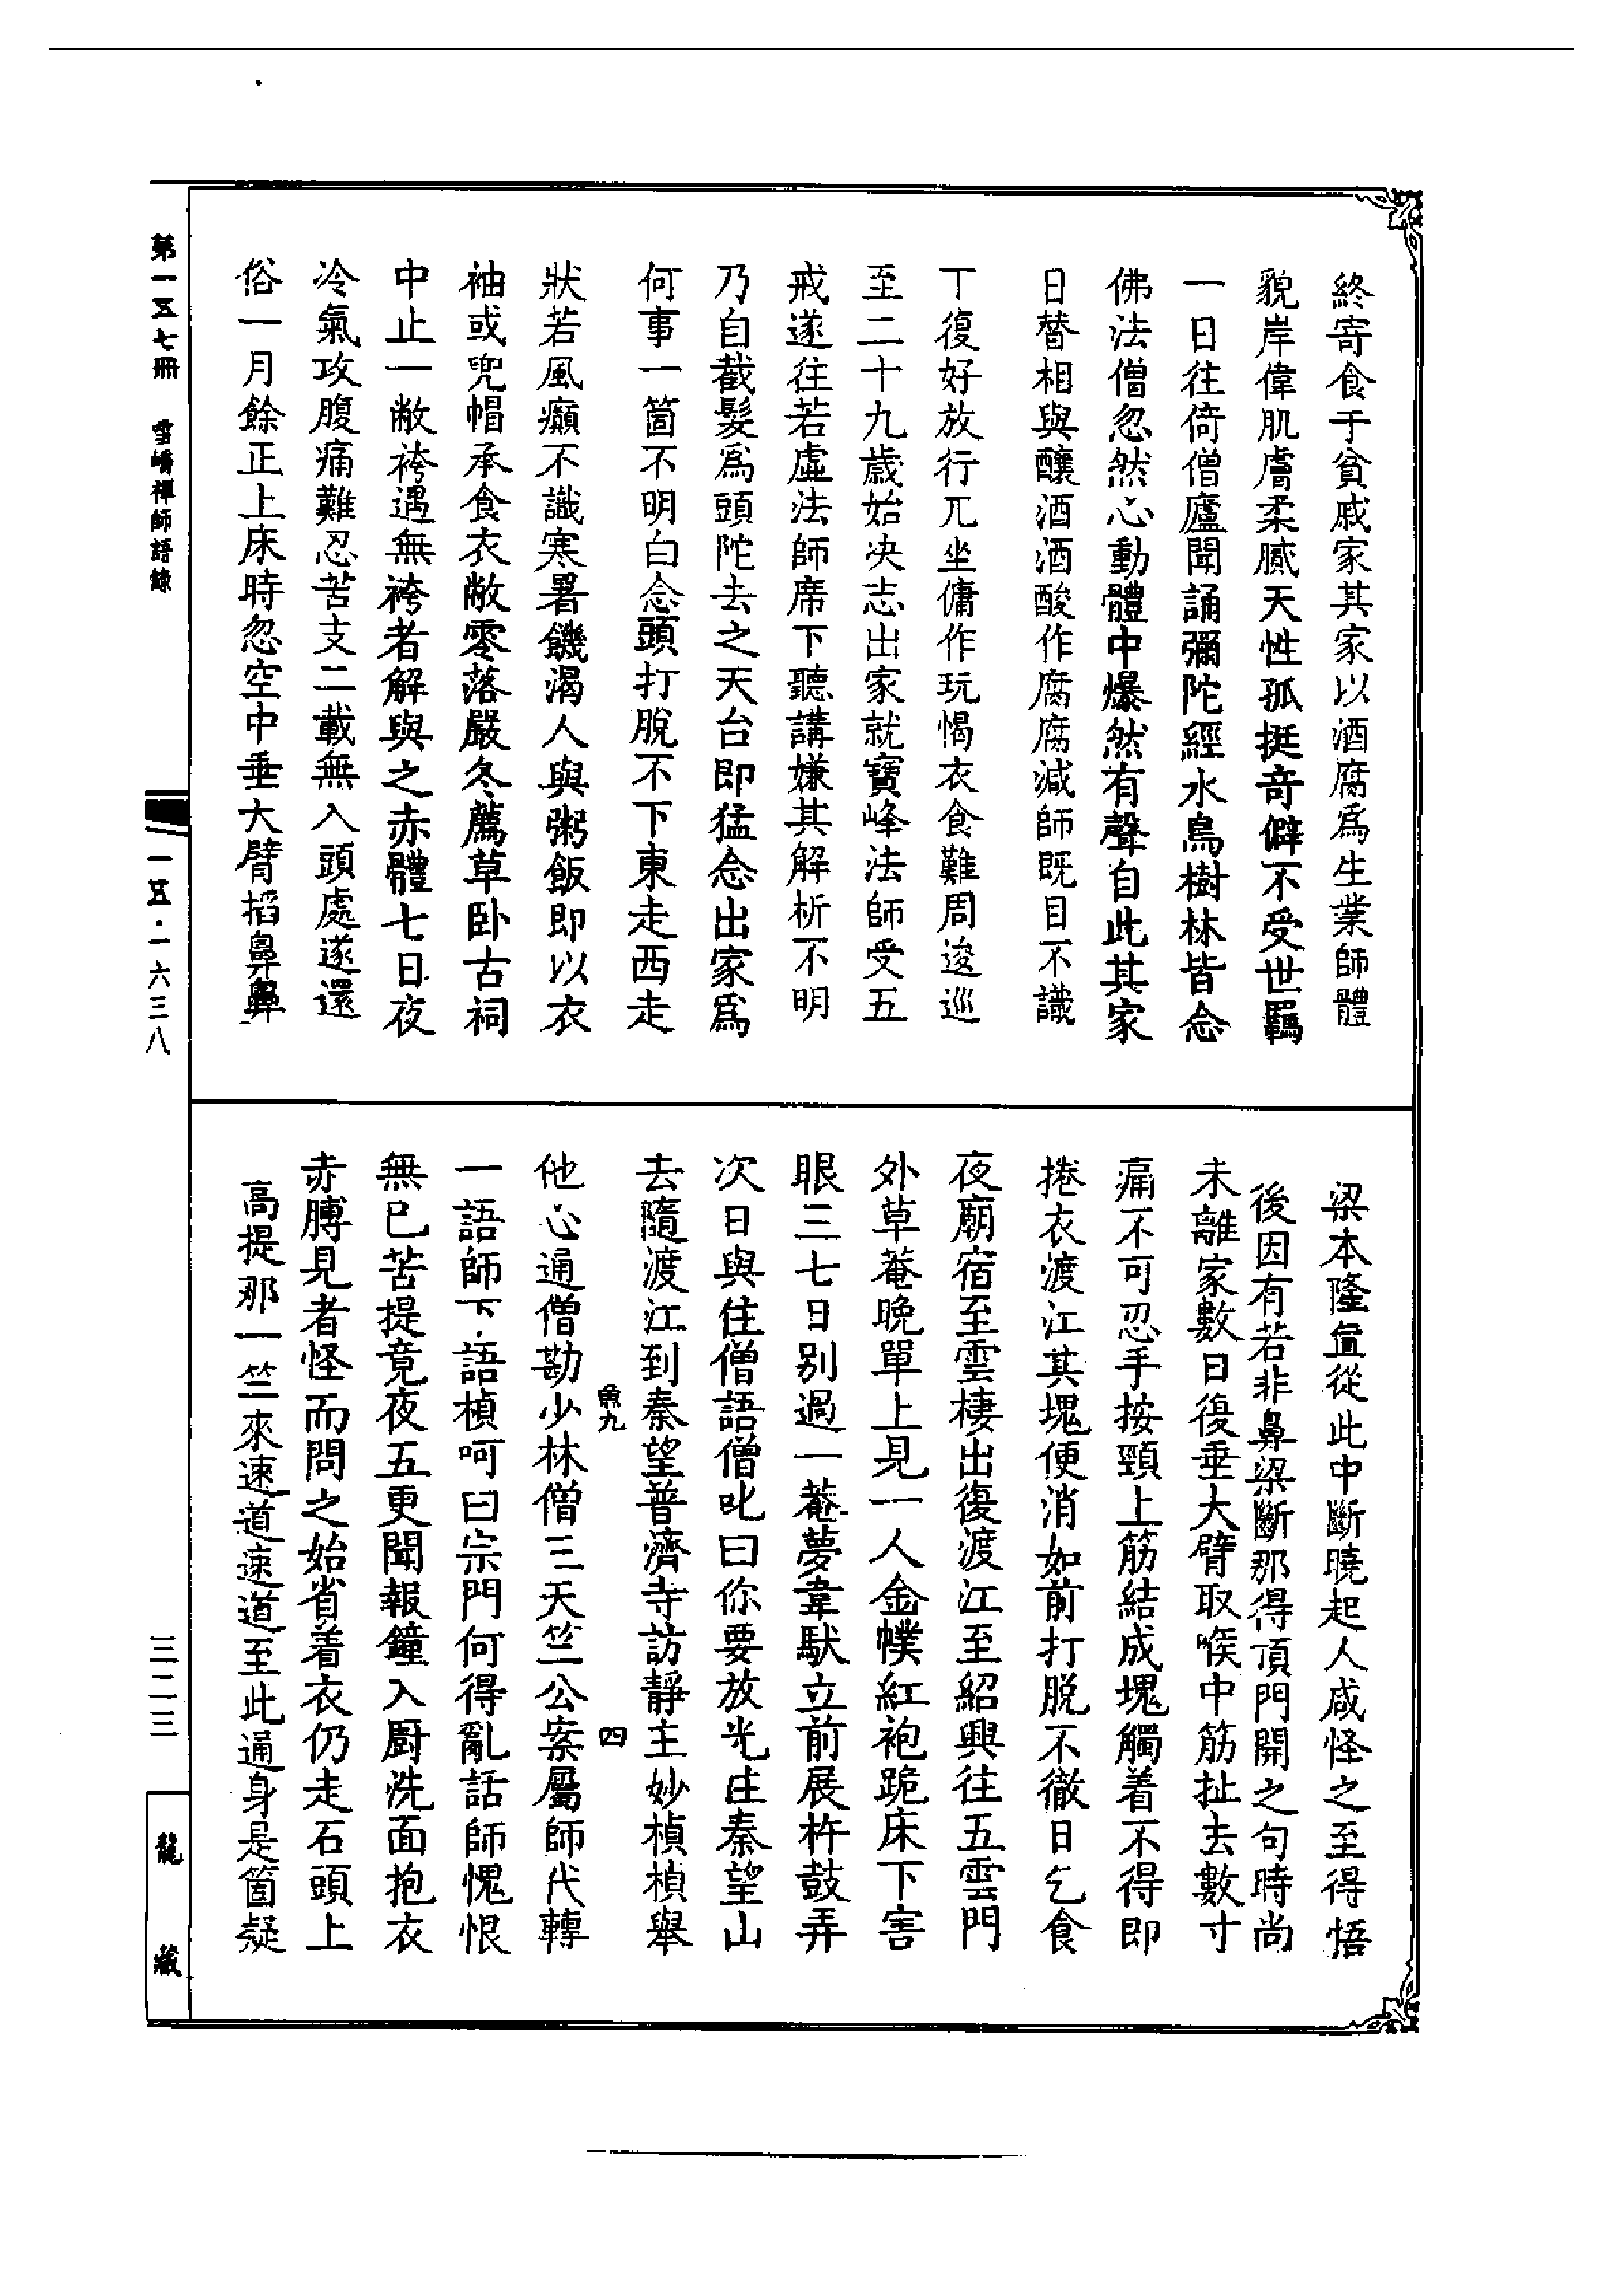 終寄食于貧戚家其家以酒腐爲生業師體
貌岸偉肌膚柔膩天性孤挺奇僻不受世羈
一日往倚僧廬聞誦彌陀經水鳥樹林皆念
佛法僧忽然心動體中爆然有聲自此其家
日替相與釀酒酒酸作腐腐減師既目不識
丁復好放行兀坐傭作玩愒衣食難周逡巡
至二十九歲始决志出家就寶峰法師受五
戒遂往若虛法師席下聽講嫌其解析不明
乃自截髮爲頭陀去之天台即猛念出家爲
何事一箇不明白念頭打脫不下東走西走
狀若風癲不識寒暑饑渴人與粥飯即以衣
袖或兜帽承食衣敝零落嚴冬薦草卧古祠
中止一敝袴遇無袴者解與之赤體七日夜
冷氣攻腹痛難忍苦支二載無入頭處遂還
俗一月餘正上床時忽空中垂大臂搯鼻鼻
梁本隆直從此中斷曉起人咸怪之至得悟
後因有若非鼻梁斷那得頂門開之句時尚
未離家數日復垂大臂取喉中筋扯去數寸
痛不可忍手按頸上筋結成塊觸着不得即
捲衣渡江其塊便消如前打脫不徹日乞食
夜廟宿至雲棲出復渡江至紹興往五雲門
外草菴晚單上見一人金幞紅袍跪床下害
眼三七日別過一菴夢韋馱立前展杵鼓弄
次日與住僧語僧叱曰你要放光庄秦望山
去隨渡江到秦望普濟寺訪靜主妙楨楨舉
魚九 四
他心通僧勘少林僧三天竺公案屬師代轉
一語師下語楨呵曰宗門何得亂話師愧恨
無已苦提竟夜五更聞報鐘入厨洗面抱衣
赤膊見者怪而問之始省着衣仍走石頭上
高提那一竺來速道速道至此通身是箇疑
第一五七冊 雪嶠禪師語錄
一五·一六三八
三二三
龍藏